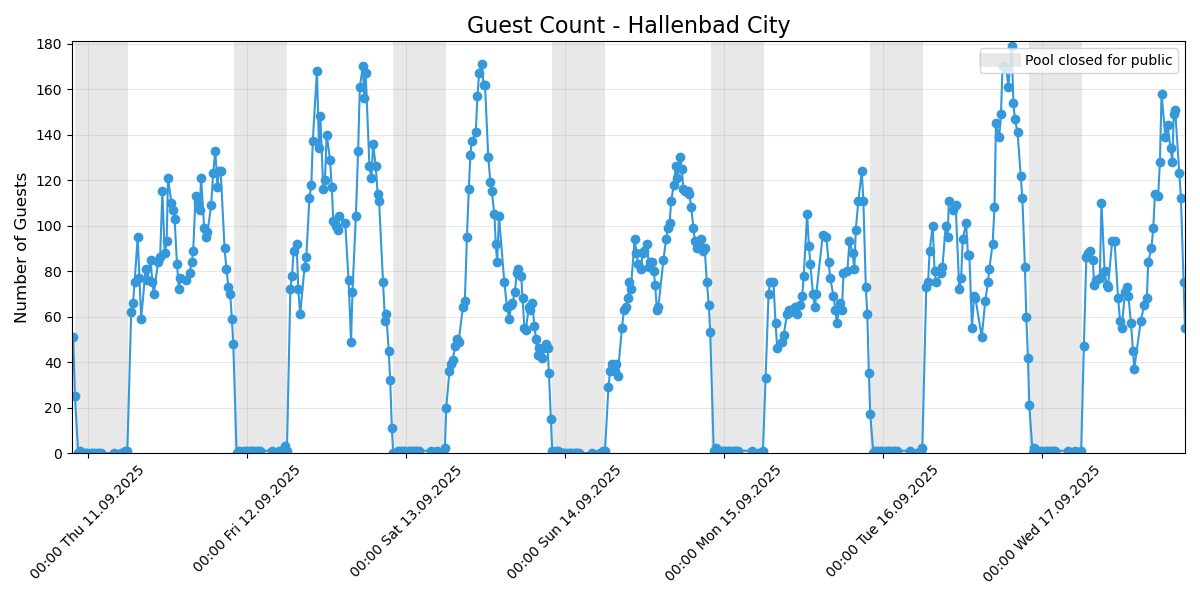 Guest Count - Hallenbad City
Pool closed for public
Number of Guests
180
160
140
120
100
80
60
40
20
0
00:00 Thu 11.09.2025
00:00 Fri 12.09.2025
00:00 Sat 13.09.2025
00:00 Sun 14.09.2025
00:00 Mon 15.09.2025
00:00 Tue 16.09.2025
00:00 Wed 17.09.2025